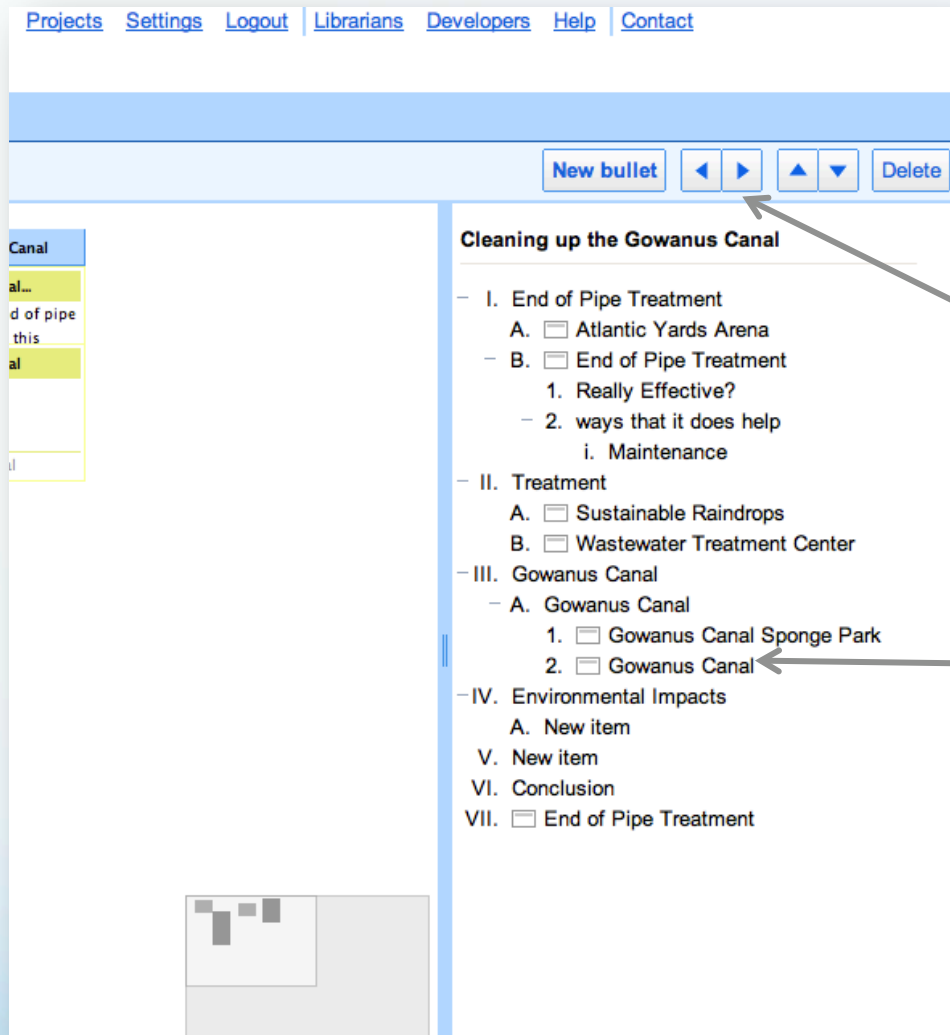 Projects Settings Logout Librarians Developers Help Contact
New bullet Delete
Canal
al...
d of pipe
this
al
al
Cleaning up the Gowanus Canal
I. End of Pipe Treatment
A. Atlantic Yards Arena
B. End of Pipe Treatment
1. Really Effective?
2. ways that it does help
i. Maintenance
II. Treatment
A. Sustainable Raindrops
B. Wastewater Treatment Center
III. Gowanus Canal
A. Gowanus Canal
1. Gowanus Canal Sponge Park
2. Gowanus Canal
IV. Environmental Impacts
A. New item
V. New item
VI. Conclusion
VII. End of Pipe Treatment